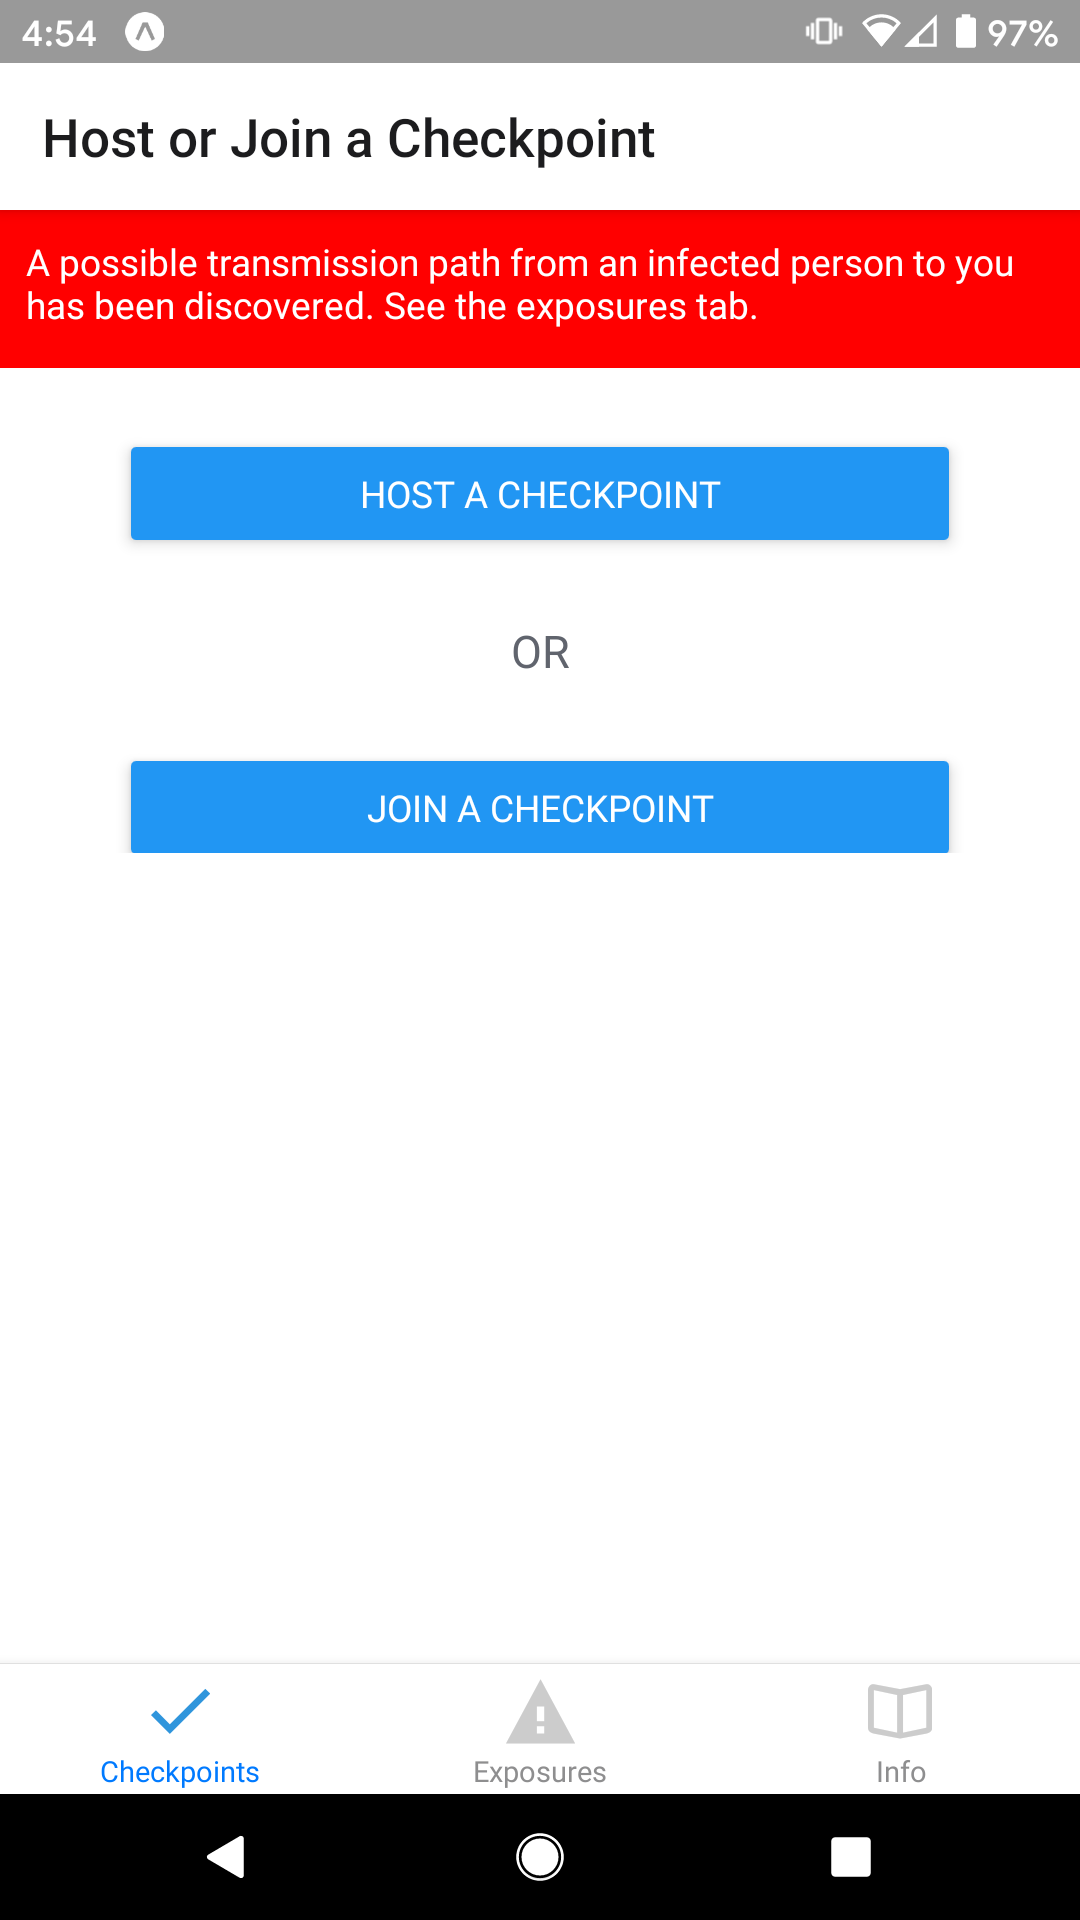 4:54
97%
Host or Join a Checkpoint
A possible transmission path from an infected person to you
has been discovered. See the exposures tab.
HOST A CHECKPOINT
OR
JOIN A CHECKPOINT
Checkpoints
Exposures
Info